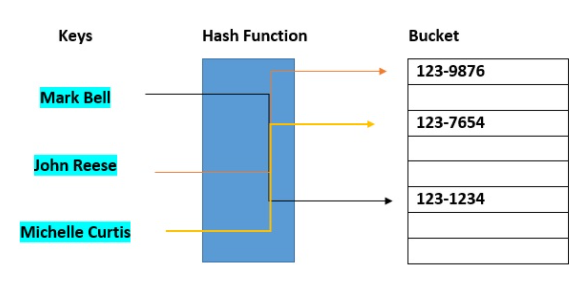 Keys Hash Function Bucket
123-9876
Mark Bell
123-7654
John Reese
123-1234
Michelle Curtis